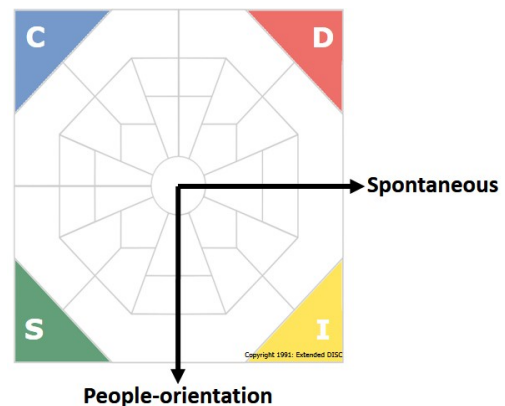 C
D
Spontaneous
S
I
Copyright 1991: Extended DISC
People-orientation